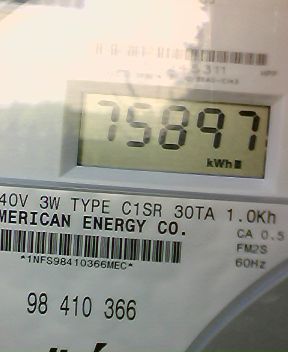 75897
kWh
40V 3W TYPE C1SR 30TA 1.0Kh
MERICAN ENERGY CO.
CA 0.5
FM2S
60Hz
*1NFS98410366MEC*
98 410 366